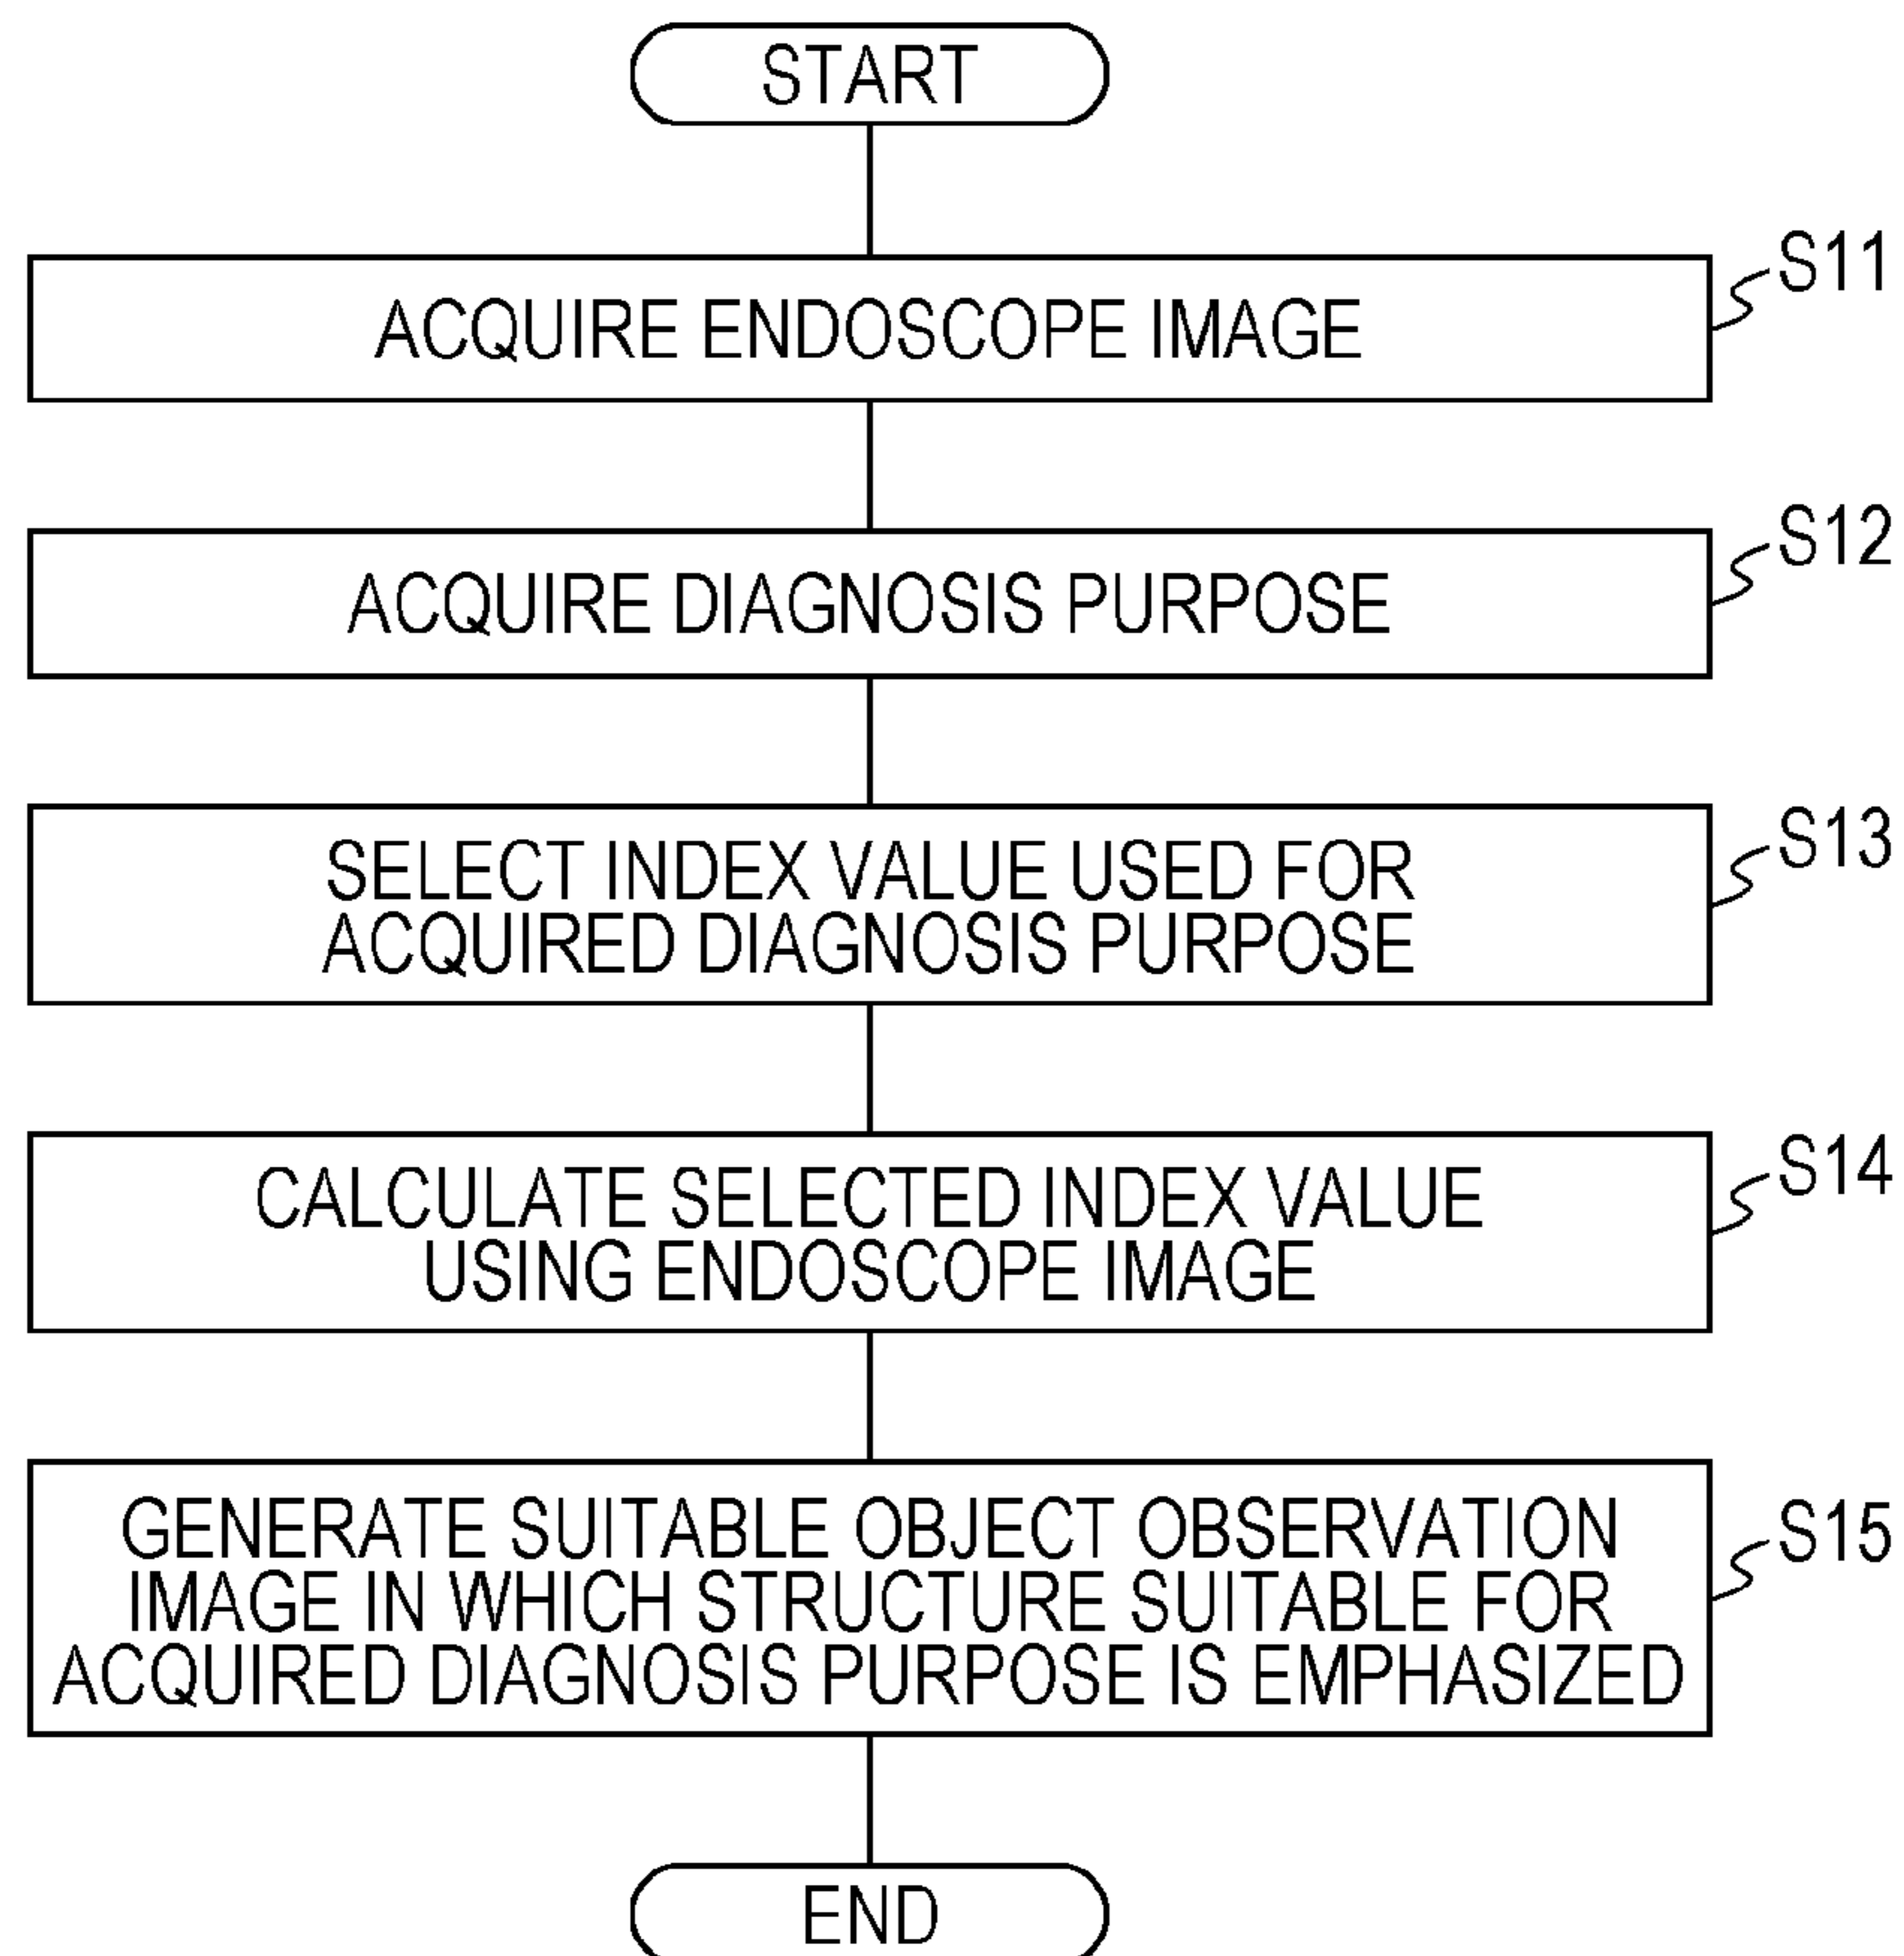 START
ACQUIRE ENDOSCOPE IMAGE
S11
ACQUIRE DIAGNOSIS PURPOSE
S12
SELECT INDEX VALUE USED FOR
ACQUIRED DIAGNOSIS PURPOSE
S13
CALCULATE SELECTED INDEX VALUE
USING ENDOSCOPE IMAGE
S14
GENERATE SUITABLE OBJECT OBSERVATION
IMAGE IN WHICH STRUCTURE SUITABLE FOR
ACQUIRED DIAGNOSIS PURPOSE IS EMPHASIZED
S15
END